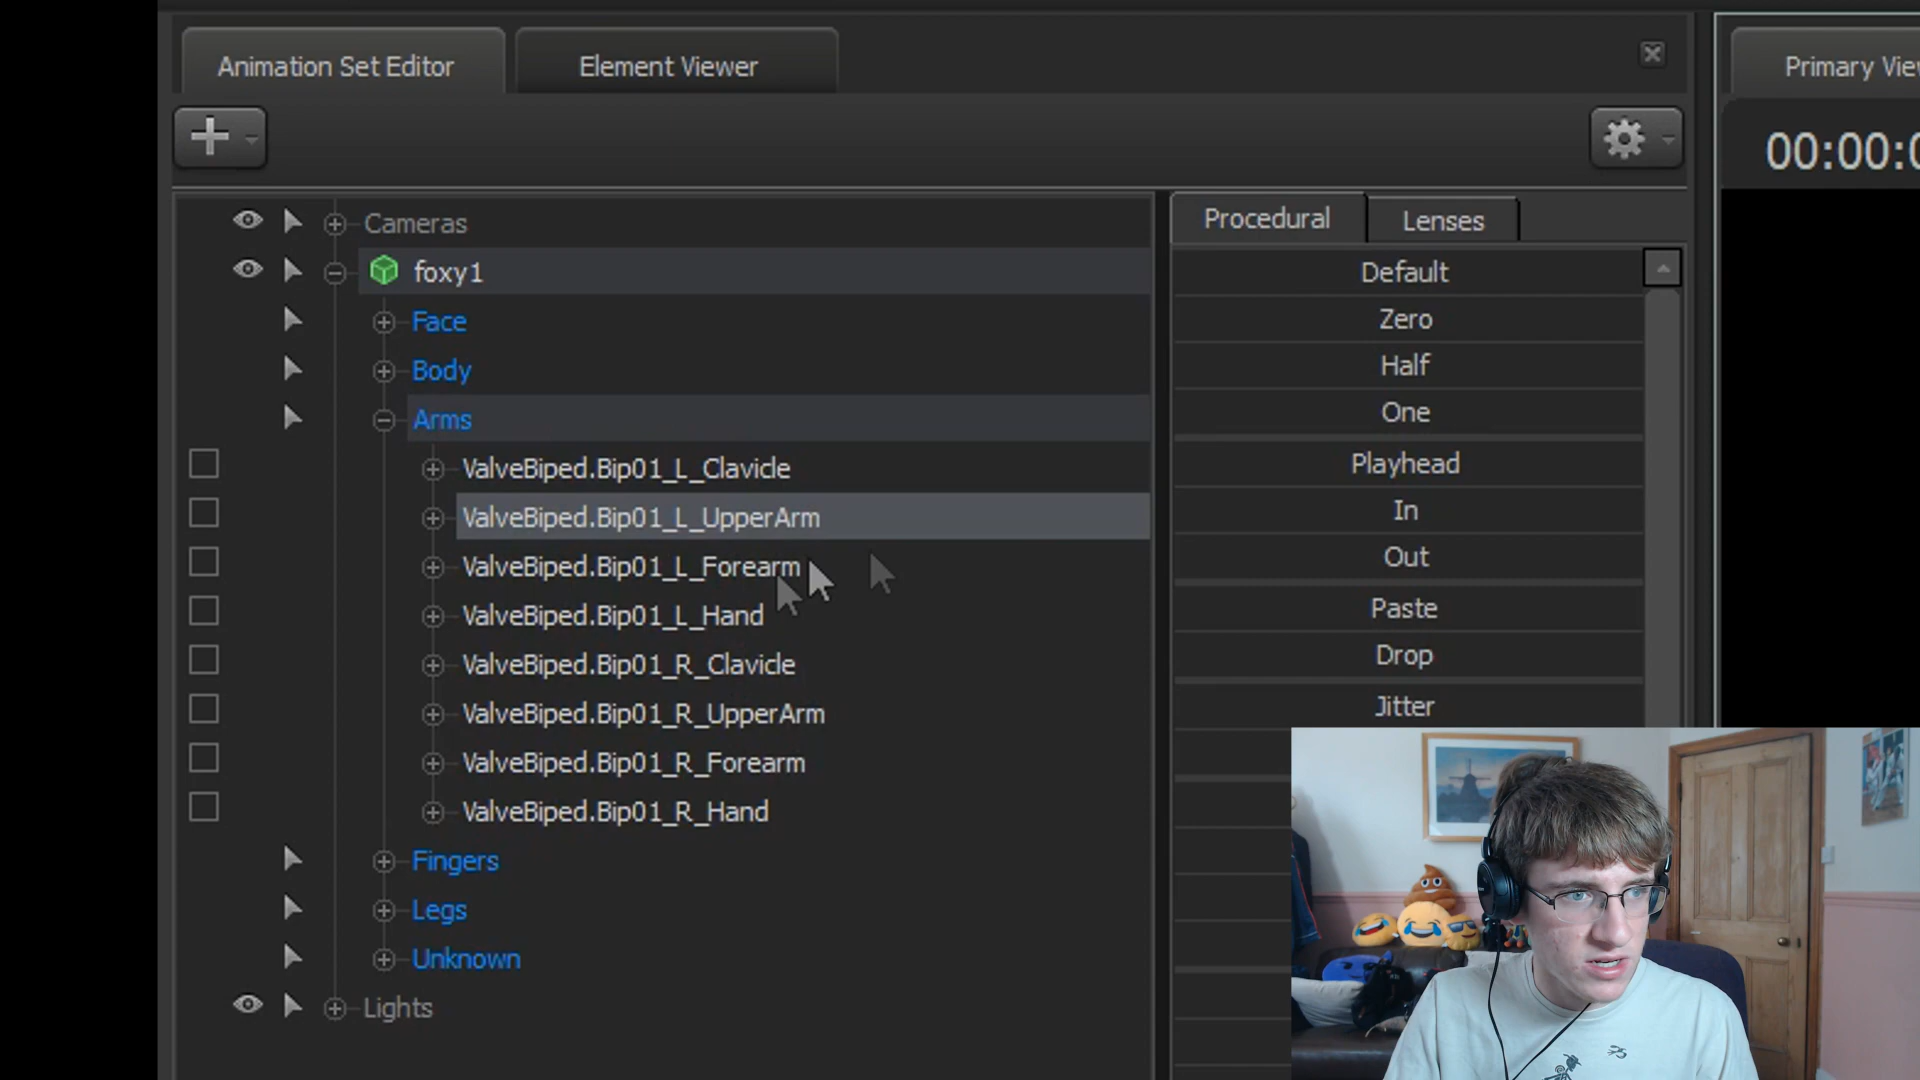 Animation Set Editor
Element Viewer
Primary Vie
00:00:0
Cameras
foxy1
Face
Body
Arms
ValveBiped.Bip01_L_Clavicle
ValveBiped.Bip01_L_UpperArm
ValveBiped.Bip01_L_Forearm
ValveBiped.Bip01_L_Hand
ValveBiped.Bip01_R_Clavicle
ValveBiped.Bip01_R_UpperArm
ValveBiped.Bip01_R_Forearm
ValveBiped.Bip01_R_Hand
Fingers
Legs
Unknown
Lights
Procedural
Lenses
Default
Zero
Half
One
Playhead
In
Out
Paste
Drop
Jitter